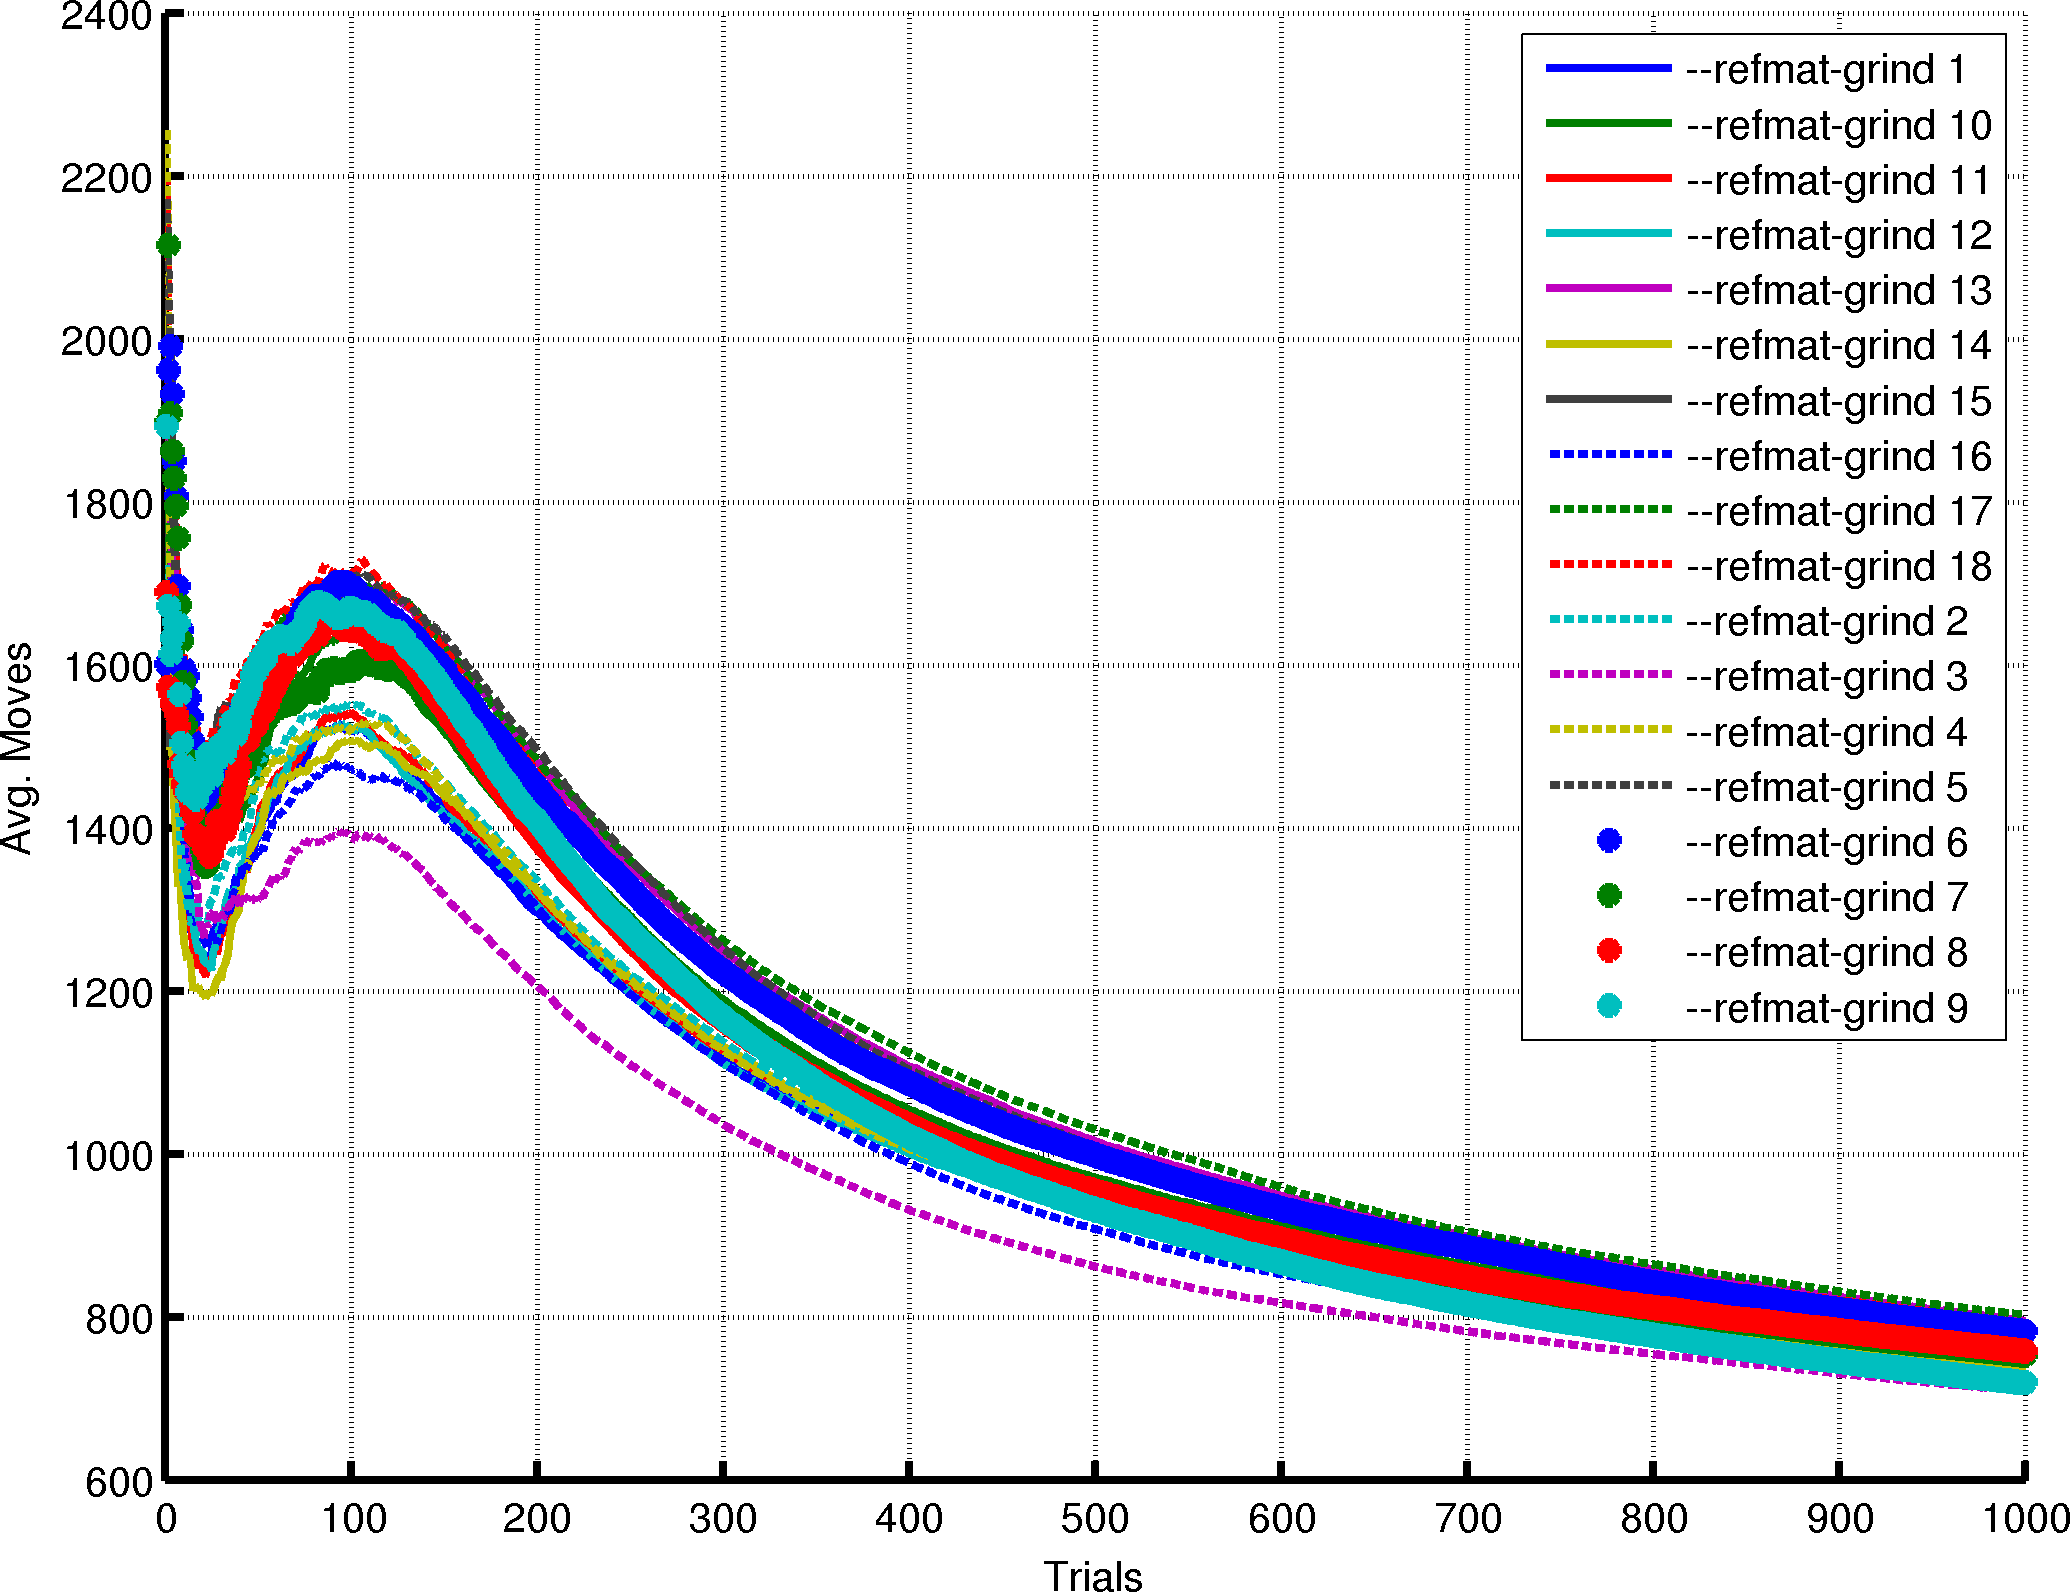 2400
2200
2000
1800
1600
1400
1200
1000
800
600
Avg. Moves
0 100 200 300 400 500 600 700 800 900 1000
Trials
--refmat-grind 1
--refmat-grind 10
--refmat-grind 11
--refmat-grind 12
--refmat-grind 13
--refmat-grind 14
--refmat-grind 15
--refmat-grind 16
--refmat-grind 17
--refmat-grind 18
--refmat-grind 2
--refmat-grind 3
--refmat-grind 4
--refmat-grind 5
--refmat-grind 6
--refmat-grind 7
--refmat-grind 8
--refmat-grind 9